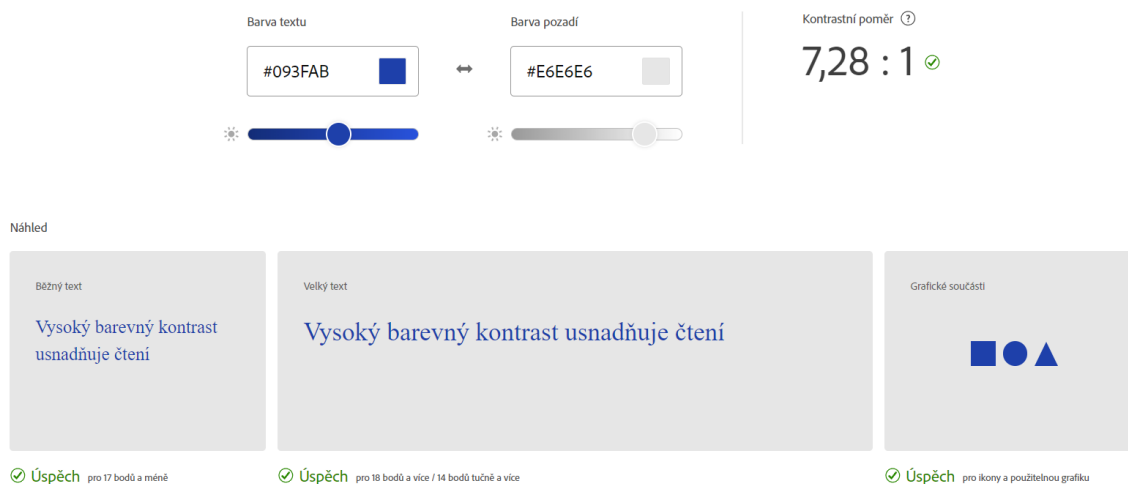 Barva textu
Barva pozadí
Kontrastní poměr ?
#093FAB
#E6E6E6
7,28 : 1
Náhled
Běžný text
Vysoký barevný kontrast
usnadňuje čtení
Velký text
Vysoký barevný kontrast usnadňuje čtení
Grafické součásti
Úspěch pro 17 bodů a méně
Úspěch pro 18 bodů a více / 14 bodů tučně a více
Úspěch pro ikony a použitelnou grafiku